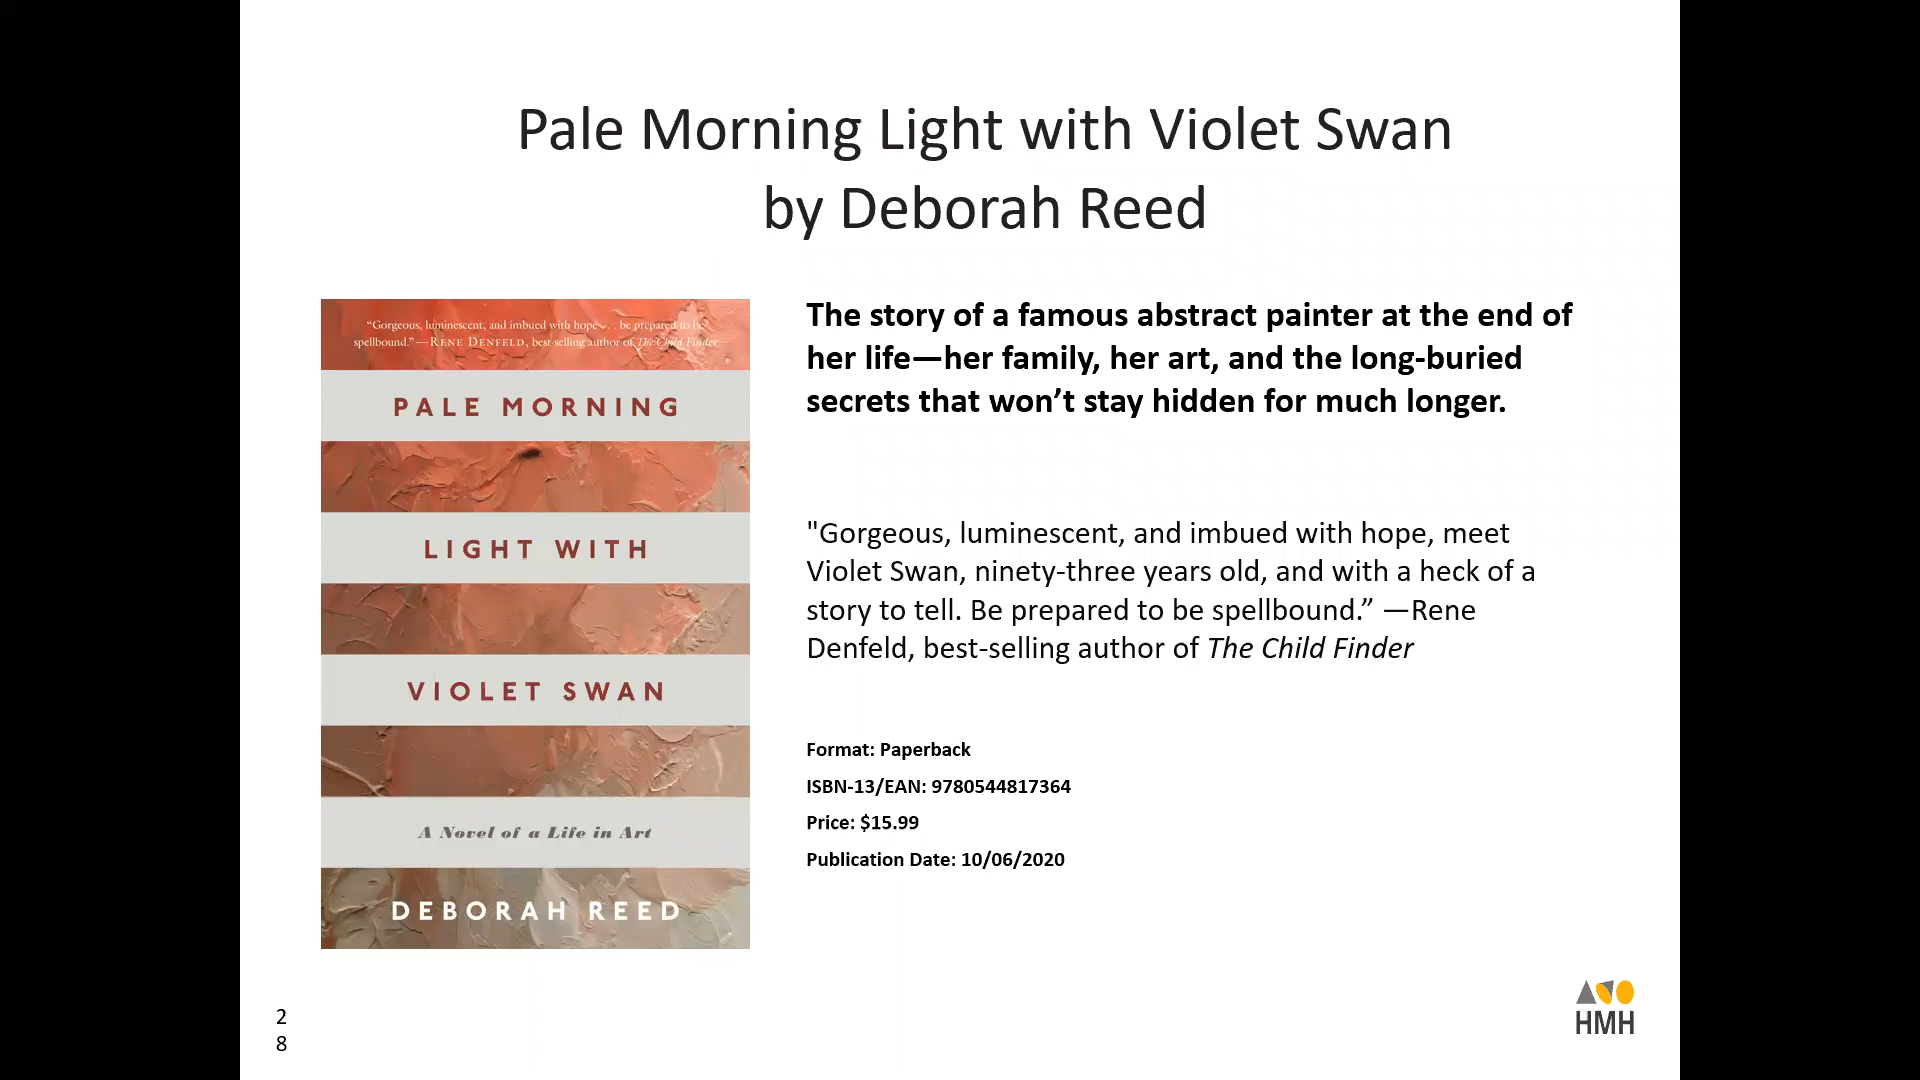 Pale Morning Light with Violet Swan
by Deborah Reed
“Gorgeous, luminescent, and imbued with hope . . . be prepared to be
spellbound.”—RENE DENFELD, best-selling author of The Child Finder
PALE MORNING
LIGHT WITH
VIOLET SWAN
A Novel of a Life in Art
DEBORAH REED
The story of a famous abstract painter at the end of
her life—her family, her art, and the long-buried
secrets that won’t stay hidden for much longer.
"Gorgeous, luminescent, and imbued with hope, meet
Violet Swan, ninety-three years old, and with a heck of a
story to tell. Be prepared to be spellbound.” —Rene
Denfeld, best-selling author of The Child Finder
Format: Paperback
ISBN-13/EAN: 9780544817364
Price: $15.99
Publication Date: 10/06/2020
2
8
HMH